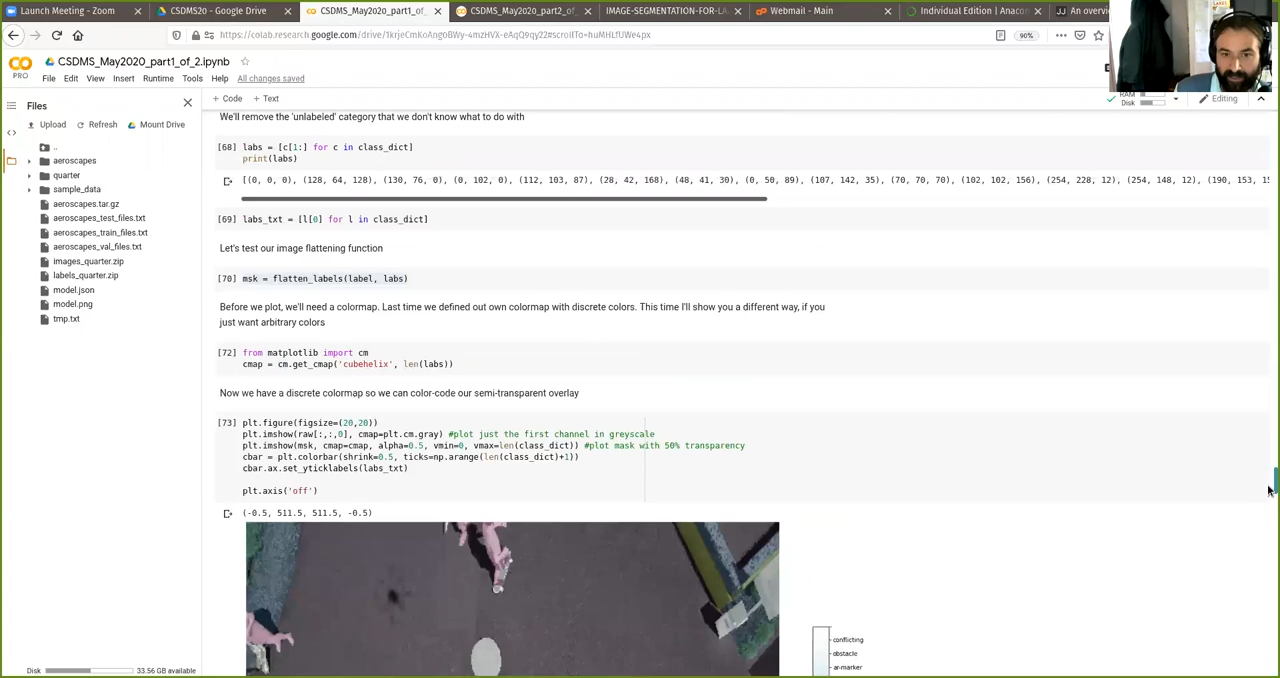 Launch Meeting - Zoom
CSDMS20 - Google Drive
CSDMS_May2020_part1_of_
CSDMS_May2020_part2_of_
IMAGE-SEGMENTATION-FOR-LA
Webmail - Main
Individual Edition | Anaco
An overvi
https://colab.research.google.com/drive/1krjeCmKoAngoBWy-4mzHVX-eAqQ9qy22#scrollTo=huMHLfUWe4px
90%
CSDMS_May2020_part1_of_2.ipynb
PRO
File Edit View Insert Runtime Tools Help All changes saved
+ Code + Text
RAM
Disk
Editing
Files
Upload Refresh Mount Drive
..
aeroscapes
quarter
sample_data
aeroscapes.tar.gz
aeroscapes_test_files.txt
aeroscapes_train_files.txt
aeroscapes_val_files.txt
images_quarter.zip
labels_quarter.zip
model.json
model.png
tmp.txt
Disk 33.56 GB available
We'll remove the 'unlabeled' category that we don't know what to do with
[68] labs = [c[1:] for c in class_dict]
print(labs)
[(0, 0, 0), (128, 64, 128), (130, 76, 0), (0, 102, 0), (112, 103, 87), (28, 42, 168), (48, 41, 30), (0, 50, 89), (107, 142, 35), (70, 70, 70), (102, 102, 156), (254, 228, 12), (254, 148, 12), (190, 153, 15
[69] labs_txt = [l[0] for l in class_dict]
Let's test our image flattening function
[70] msk = flatten_labels(label, labs)
Before we plot, we'll need a colormap. Last time we defined out own colormap with discrete colors. This time I'll show you a different way, if you
just want arbitrary colors
[72] from matplotlib import cm
cmap = cm.get_cmap('cubehelix', len(labs))
Now we have a discrete colormap so we can color-code our semi-transparent overlay
[73] plt.figure(figsize=(20,20))
plt.imshow(raw[:,:,0], cmap=plt.cm.gray) #plot just the first channel in greyscale
plt.imshow(msk, cmap=cmap, alpha=0.5, vmin=0, vmax=len(class_dict)) #plot mask with 50% transparency
cbar = plt.colorbar(shrink=0.5, ticks=np.arange(len(class_dict)+1))
cbar.ax.set_yticklabels(labs_txt)
plt.axis('off')
(-0.5, 511.5, 511.5, -0.5)
conflicting
obstacle
ar-marker